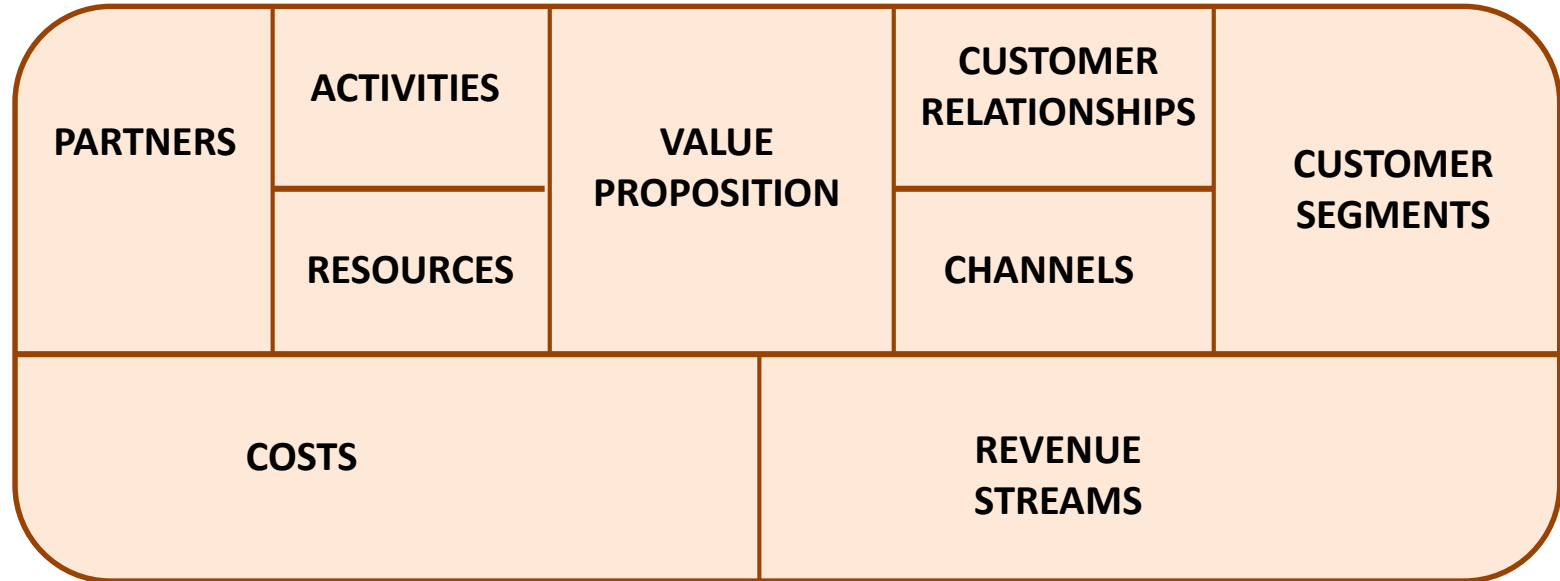 PARTNERS
ACTIVITIES
RESOURCES
VALUE
PROPOSITION
CUSTOMER
RELATIONSHIPS
CHANNELS
CUSTOMER
SEGMENTS
COSTS
REVENUE
STREAMS